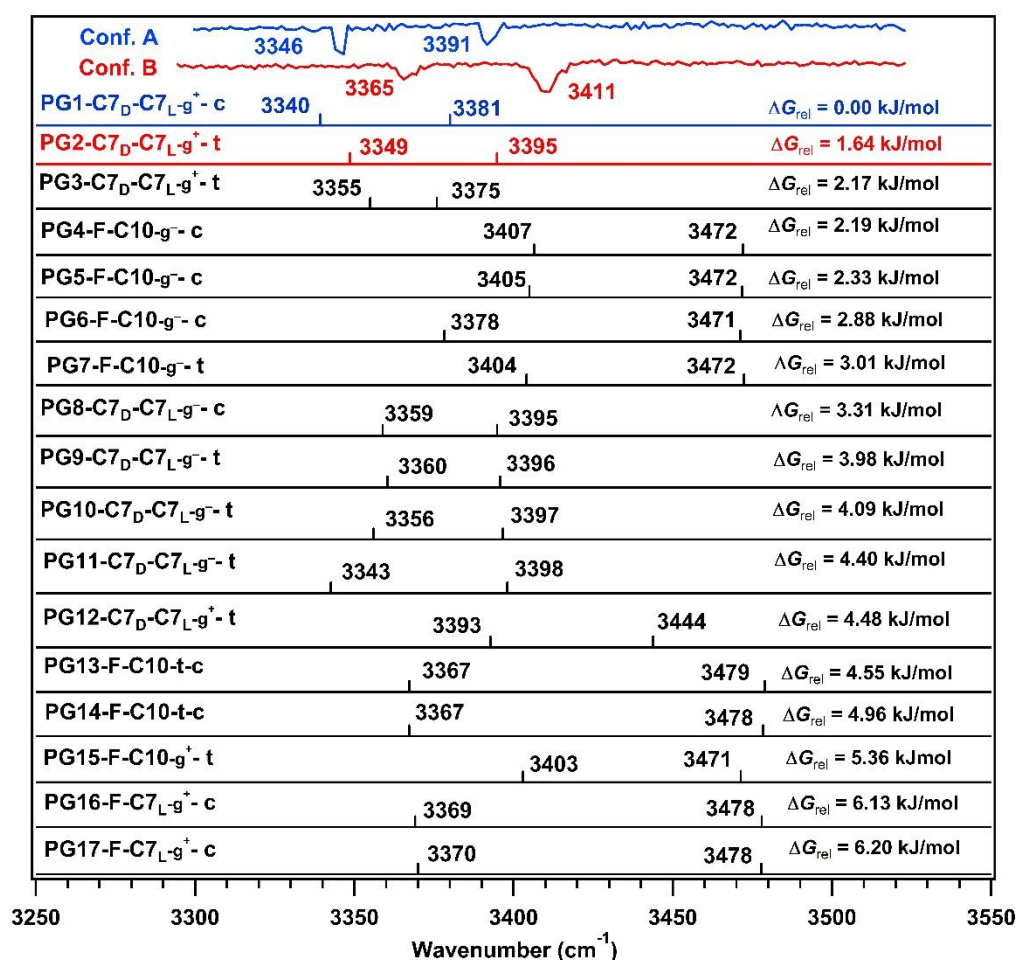 Conf. A 3346 3391
Conf. B 3365 3411
PG1-C7D-C7L-g+- c 3340 3381 ΔGrel = 0.00 kJ/mol
PG2-C7D-C7L-g+- t 3349 3395 ΔGrel = 1.64 kJ/mol
PG3-C7D-C7L-g+- t 3355 3375 ΔGrel = 2.17 kJ/mol
PG4-F-C10-g−- c 3407 3472 ΔGrel = 2.19 kJ/mol
PG5-F-C10-g−- c 3405 3472 ΔGrel = 2.33 kJ/mol
PG6-F-C10-g−- c 3378 3471 ΔGrel = 2.88 kJ/mol
PG7-F-C10-g−- t 3404 3472 ΔGrel = 3.01 kJ/mol
PG8-C7D-C7L-g−- c 3359 3395 ΔGrel = 3.31 kJ/mol
PG9-C7D-C7L-g−- t 3360 3396 ΔGrel = 3.98 kJ/mol
PG10-C7D-C7L-g−- t 3356 3397 ΔGrel = 4.09 kJ/mol
PG11-C7D-C7L-g−- t 3343 3398 ΔGrel = 4.40 kJ/mol
PG12-C7D-C7L-g+- t 3393 3444 ΔGrel = 4.48 kJ/mol
PG13-F-C10-t-c 3367 3479 ΔGrel = 4.55 kJ/mol
PG14-F-C10-t-c 3367 3478 ΔGrel = 4.96 kJ/mol
PG15-F-C10-g+- t 3403 3471 ΔGrel = 5.36 kJ/mol
PG16-F-C7L-g+- c 3369 3478 ΔGrel = 6.13 kJ/mol
PG17-F-C7L-g+- c 3370 3478 ΔGrel = 6.20 kJ/mol
3250 3300 3350 3400 3450 3500 3550
Wavenumber (cm-1)